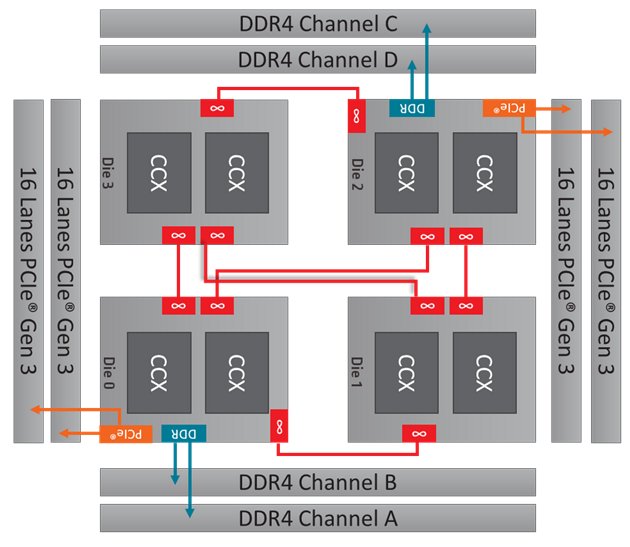 DDR4 Channel C
DDR4 Channel D
16 Lanes PCIe® Gen 3
16 Lanes PCIe® Gen 3
Die 3
CCX
CCX
∞
∞
∞
Die 2
∞
DDR
PCIe®
CCX
CCX
∞
∞
16 Lanes PCIe® Gen 3
16 Lanes PCIe® Gen 3
Die 0
∞
∞
CCX
CCX
PCIe®
DDR
∞
Die 1
∞
∞
CCX
CCX
∞
DDR4 Channel B
DDR4 Channel A